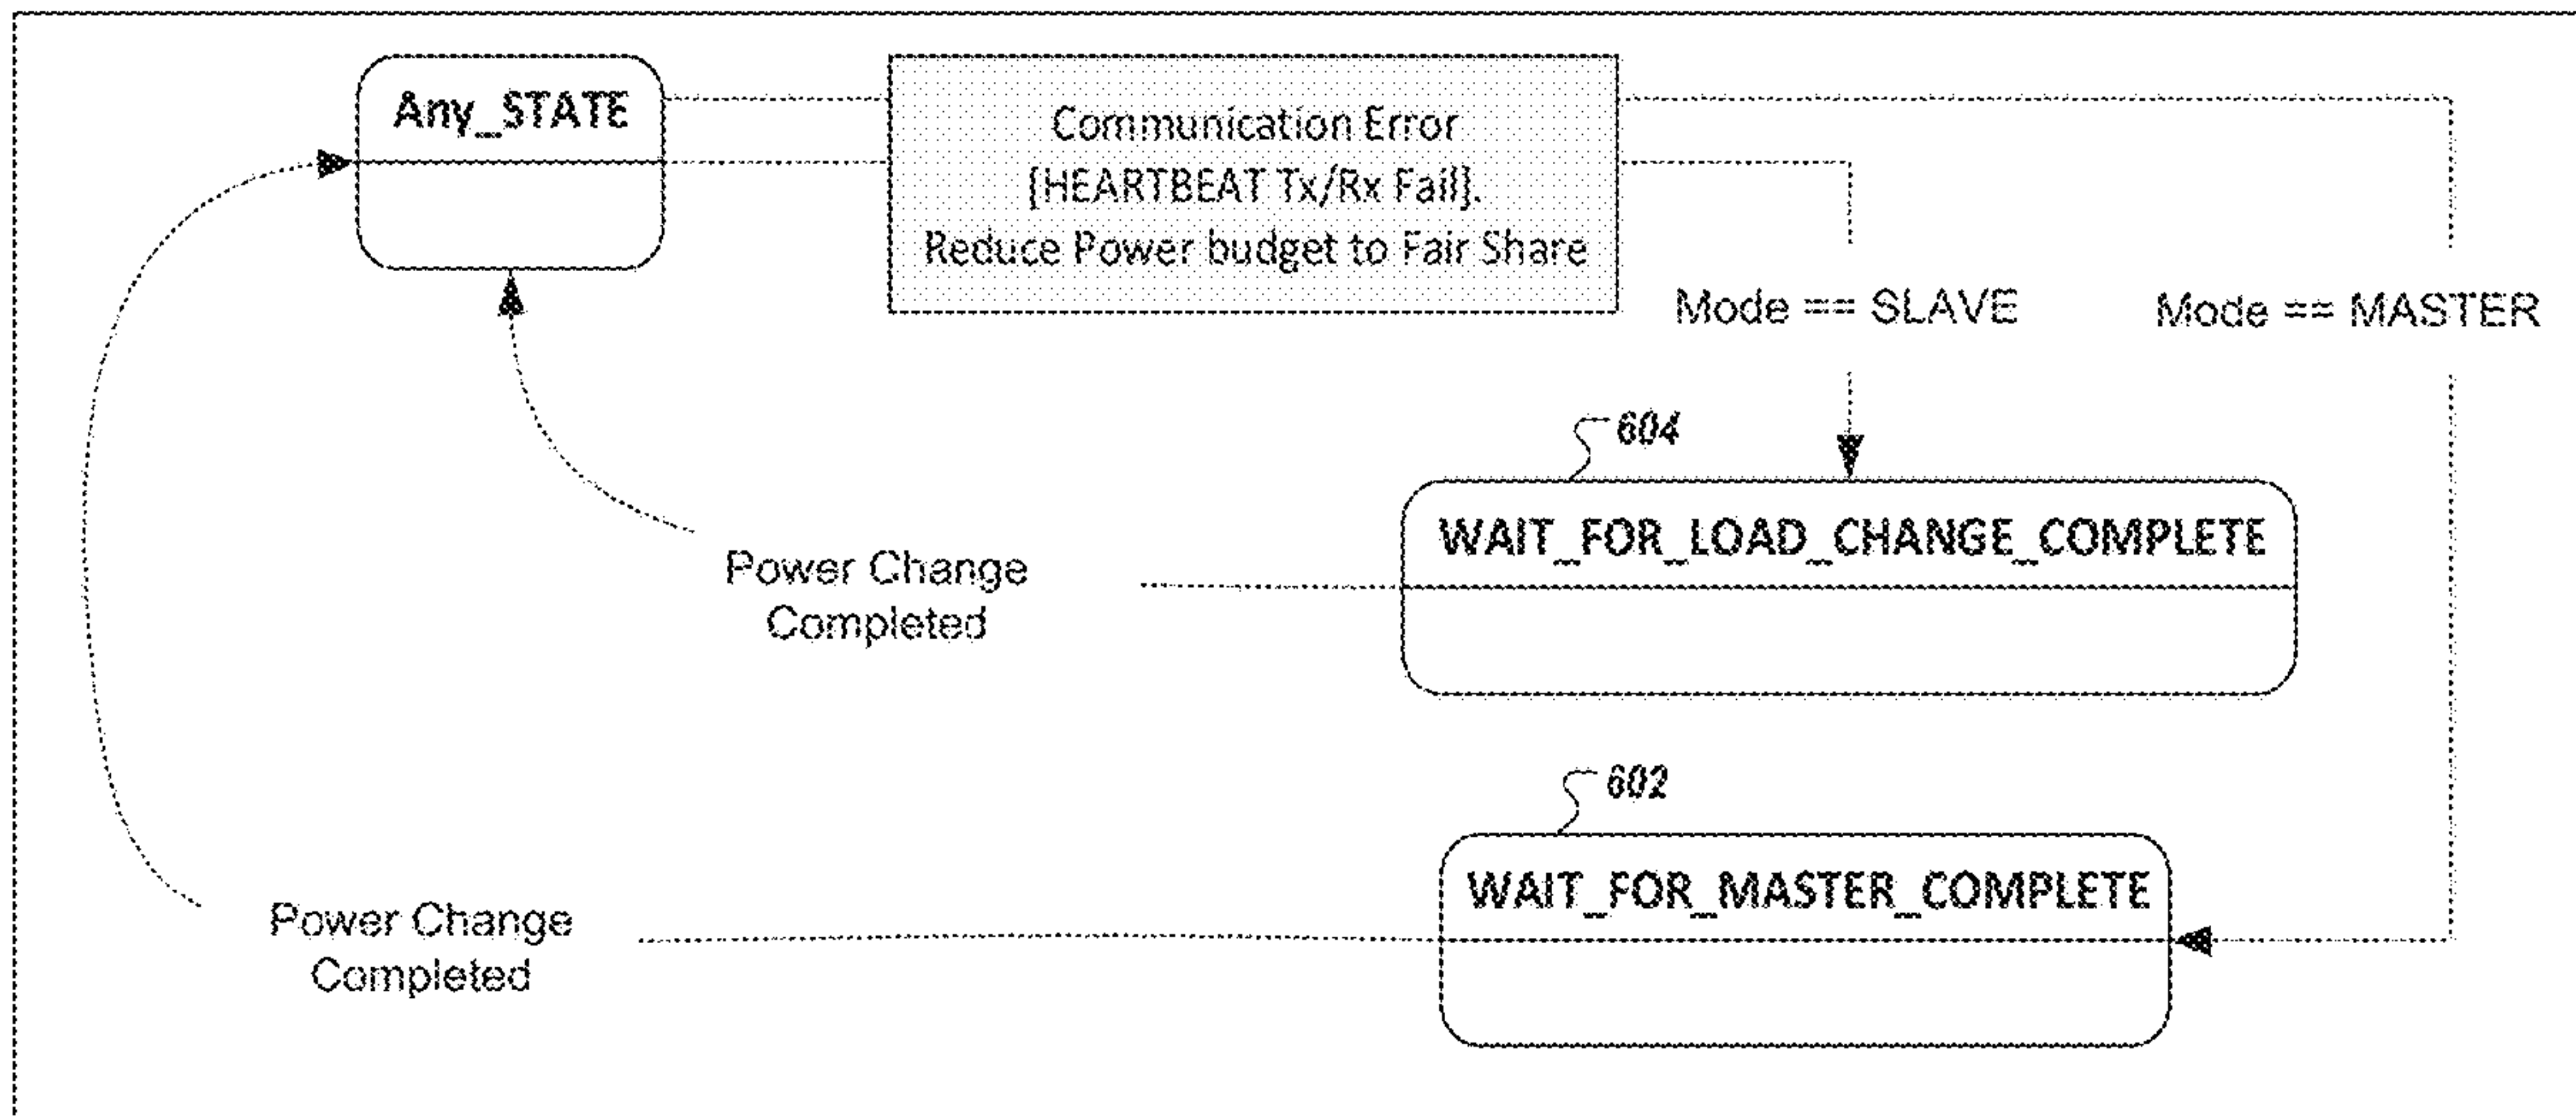 Any_STATE
Communication Error
[HEARTBEAT Tx/Rx Fail].
Reduce Power budget to Fair Share
Mode == SLAVE
Mode == MASTER
604
WAIT_FOR_LOAD_CHANGE_COMPLETE
Power Change
Completed
602
WAIT_FOR_MASTER_COMPLETE
Power Change
Completed